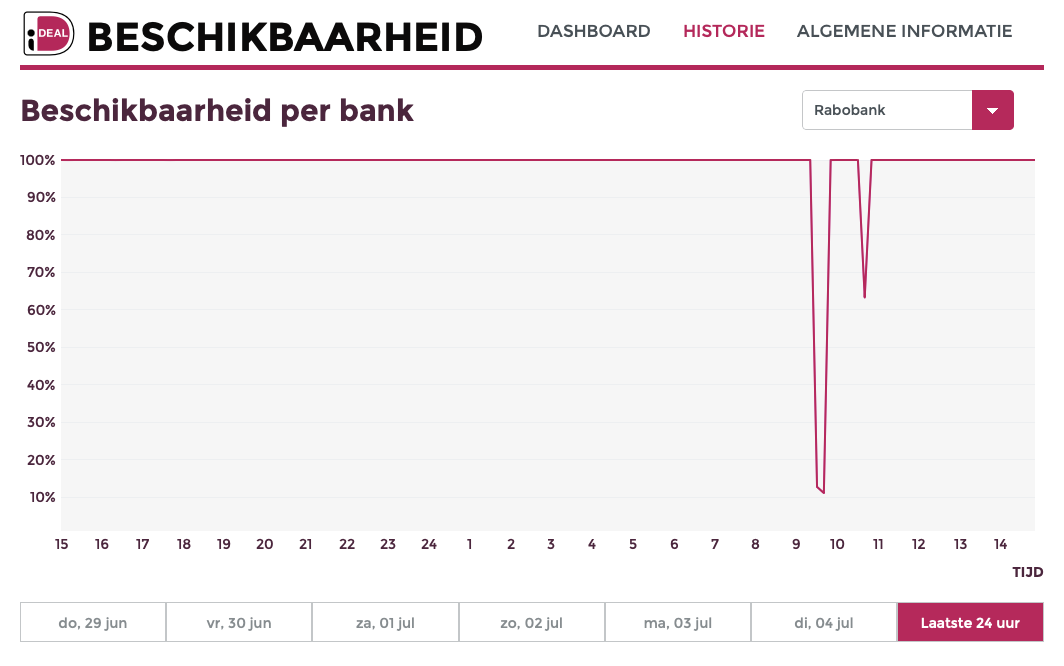 iDEAL BESCHIKBAARHEID DASHBOARD HISTORIE ALGEMENE INFORMATIE
Beschikbaarheid per bank
Rabobank
100%
90%
80%
70%
60%
50%
40%
30%
20%
10%
15 16 17 18 19 20 21 22 23 24 1 2 3 4 5 6 7 8 9 10 11 12 13 14
TIJD
do, 29 jun vr, 30 jun za, 01 jul zo, 02 jul ma, 03 jul di, 04 jul Laatste 24 uur